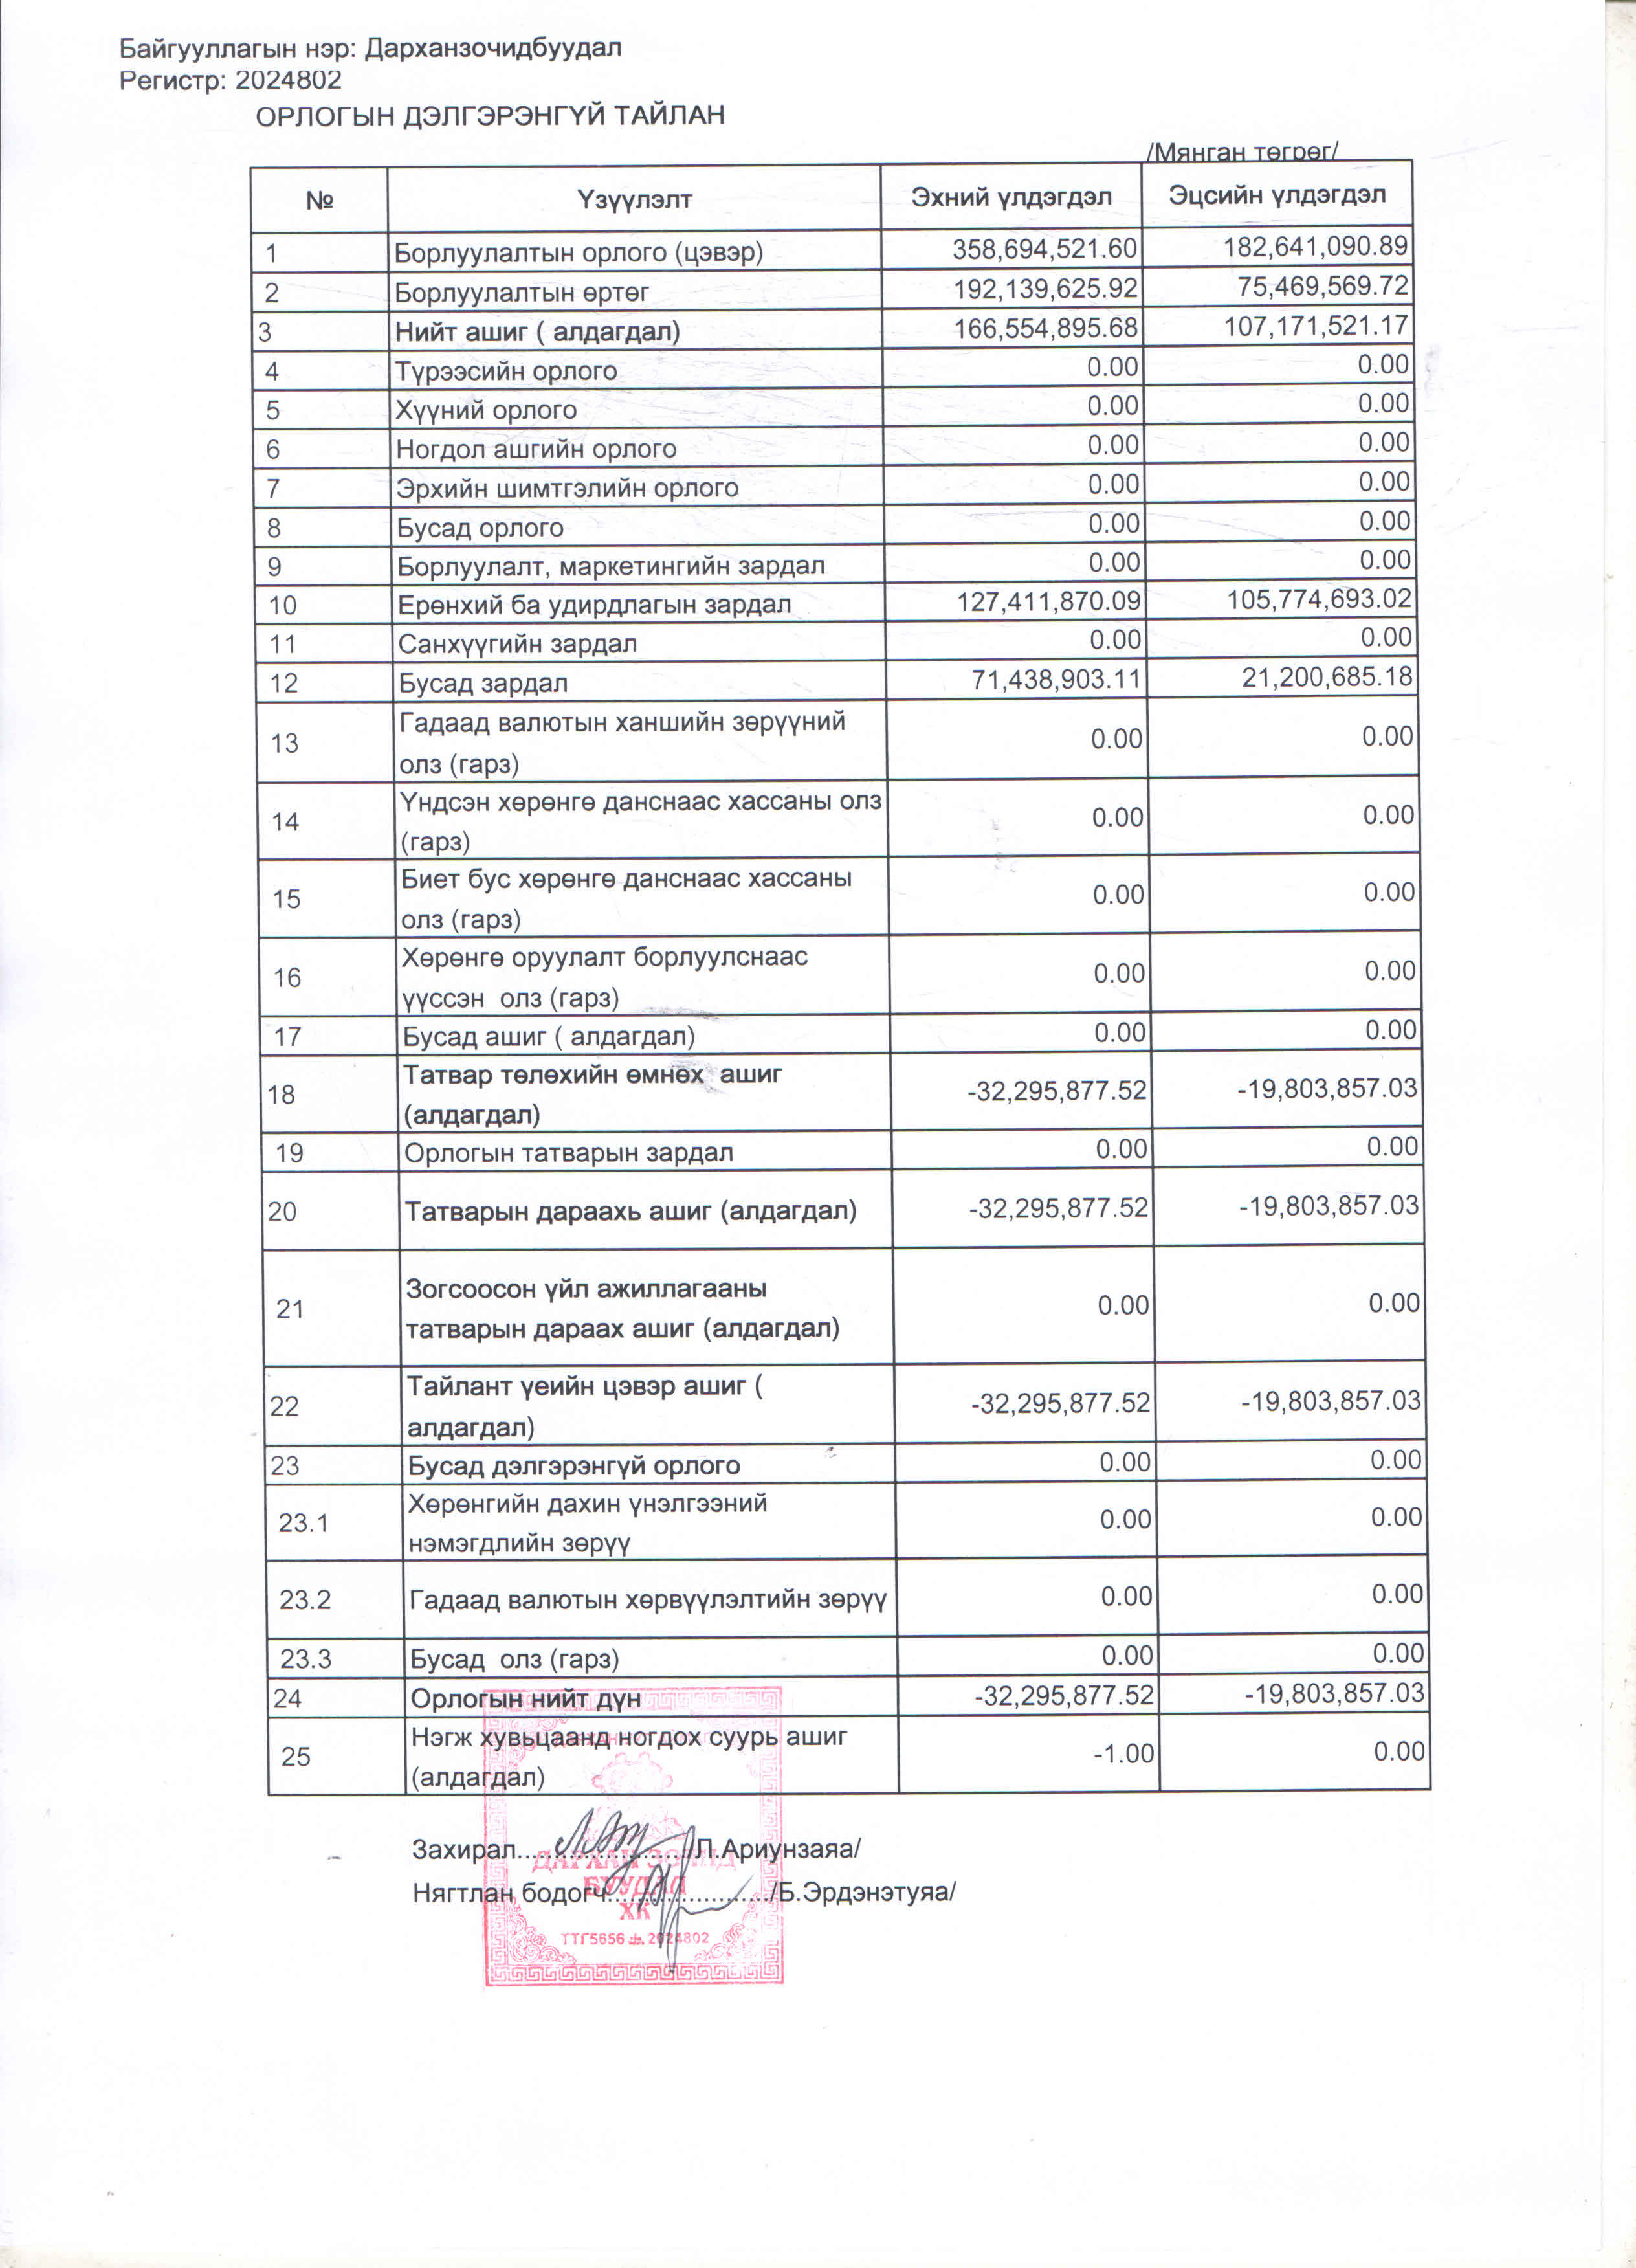 Байгууллагын нэр: Дарханзочидбуудал
Регистр: 2024802
ОРЛОГЫН ДЭЛГЭРЭНГҮЙ ТАЙЛАН
/Мянган төгрөг/
№ Үзүүлэлт Эхний үлдэгдэл Эцсийн үлдэгдэл
1 Борлуулалтын орлого (цэвэр) 358,694,521.60 182,641,090.89
2 Борлуулалтын өртөг 192,139,625.92 75,469,569.72
3 Нийт ашиг ( алдагдал) 166,554,895.68 107,171,521.17
4 Түрээсийн орлого 0.00 0.00
5 Хүүний орлого 0.00 0.00
6 Ногдол ашгийн орлого 0.00 0.00
7 Эрхийн шимтгэлийн орлого 0.00 0.00
8 Бусад орлого 0.00 0.00
9 Борлуулалт, маркетингийн зардал 0.00 0.00
10 Ерөнхий ба удирдлагын зардал 127,411,870.09 105,774,693.02
11 Санхүүгийн зардал 0.00 0.00
12 Бусад зардал 71,438,903.11 21,200,685.18
13 Гадаад валютын ханшийн зөрүүний
олз (гарз) 0.00 0.00
14 Үндсэн хөрөнгө данснаас хассаны олз
(гарз) 0.00 0.00
15 Биет бус хөрөнгө данснаас хассаны
олз (гарз) 0.00 0.00
16 Хөрөнгө оруулалт борлуулснаас
үүссэн олз (гарз) 0.00 0.00
17 Бусад ашиг ( алдагдал) 0.00 0.00
18 Татвар төлөхийн өмнөх ашиг
(алдагдал) -32,295,877.52 -19,803,857.03
19 Орлогын татварын зардал 0.00 0.00
20 Татварын дараахь ашиг (алдагдал) -32,295,877.52 -19,803,857.03
21 Зогсоосон үйл ажиллагааны
татварын дараах ашиг (алдагдал) 0.00 0.00
22 Тайлант үеийн цэвэр ашиг (
алдагдал) -32,295,877.52 -19,803,857.03
23 Бусад дэлгэрэнгүй орлого 0.00 0.00
23.1 Хөрөнгийн дахин үнэлгээний
нэмэгдлийн зөрүү 0.00 0.00
23.2 Гадаад валютын хөрвүүлэлтийн зөрүү 0.00 0.00
23.3 Бусад олз (гарз) 0.00 0.00
24 Орлогын нийт дүн -32,295,877.52 -19,803,857.03
25 Нэгж хувьцаанд ногдох суурь ашиг
(алдагдал) -1.00 0.00
Захирал....................../Л.Ариунзаяа/
ДАРХАН ЗОЧИД
Нягтлан бодогч...................../Б.Эрдэнэтуяа/
БУУДАЛ
ХК
ТТГ5656 2024802